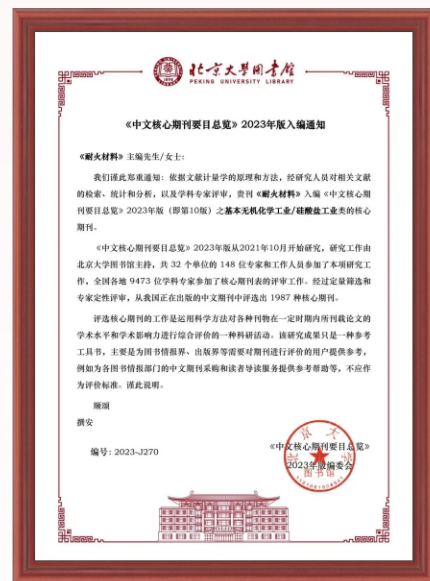 北京大學圖書館
PEKING UNIVERSITY LIBRARY
《中文核心期刊要目总览》2023年版入编通知
《耐火材料》主编先生/女士：
我们谨此郑重通知：依据文献计量学的原理和方法，经研究人员对相关文献
的检索、统计和分析，以及学科专家评审，贵刊《耐火材料》入编《中文核心期
刊要目总览》2023年版（即第10版）之基本无机化学工业/硅酸盐工业类的核心
期刊。
《中文核心期刊要目总览》2023年版从2021年10月开始研究，研究工作由
北京大学图书馆主持，共 32 个单位的 148 位专家和工作人员参加了本项研究工
作，全国各地 9473 位学科专家参加了核心期刊表的评审工作。经过定量筛选和
专家定性评审，从我国正在出版的中文期刊中评选出 1987 种核心期刊。
评选核心期刊的工作是运用科学方法对各种刊物在一定时期内所刊载论文的
学术水平和学术影响力进行综合评价的一种科研活动。该研究成果只是一种参考
工具书，主要是为图书情报界、出版界等需要对期刊进行评价的用户提供参考，
例如为各图书情报部门的中文期刊采购和读者导读服务提供参考帮助等，不应作
为评价标准。谨此说明。
顺颂
撰安
《中文核心期刊要目总览》
编号：2023-J270
2023年版编委会
北京大学
图书馆